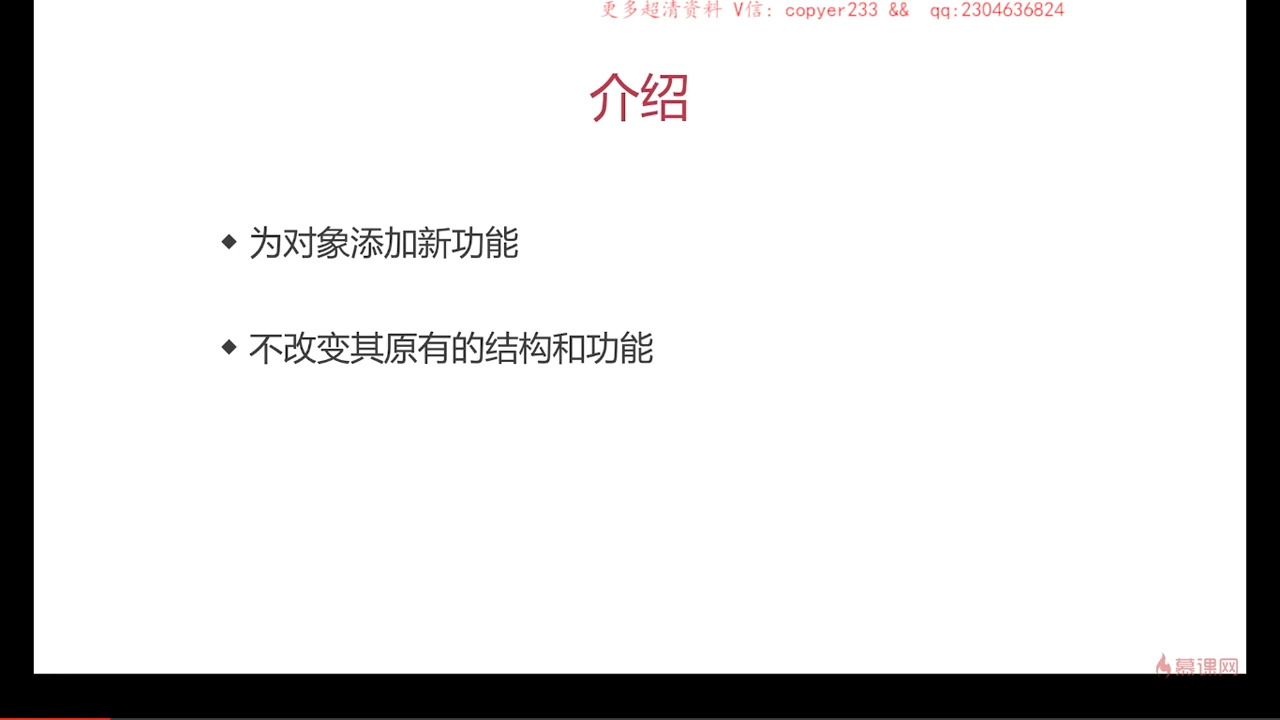 更多超清资料 V信: copyer233 && qq:2304636824
介绍
◆ 为对象添加新功能
◆ 不改变其原有的结构和功能
慕课网